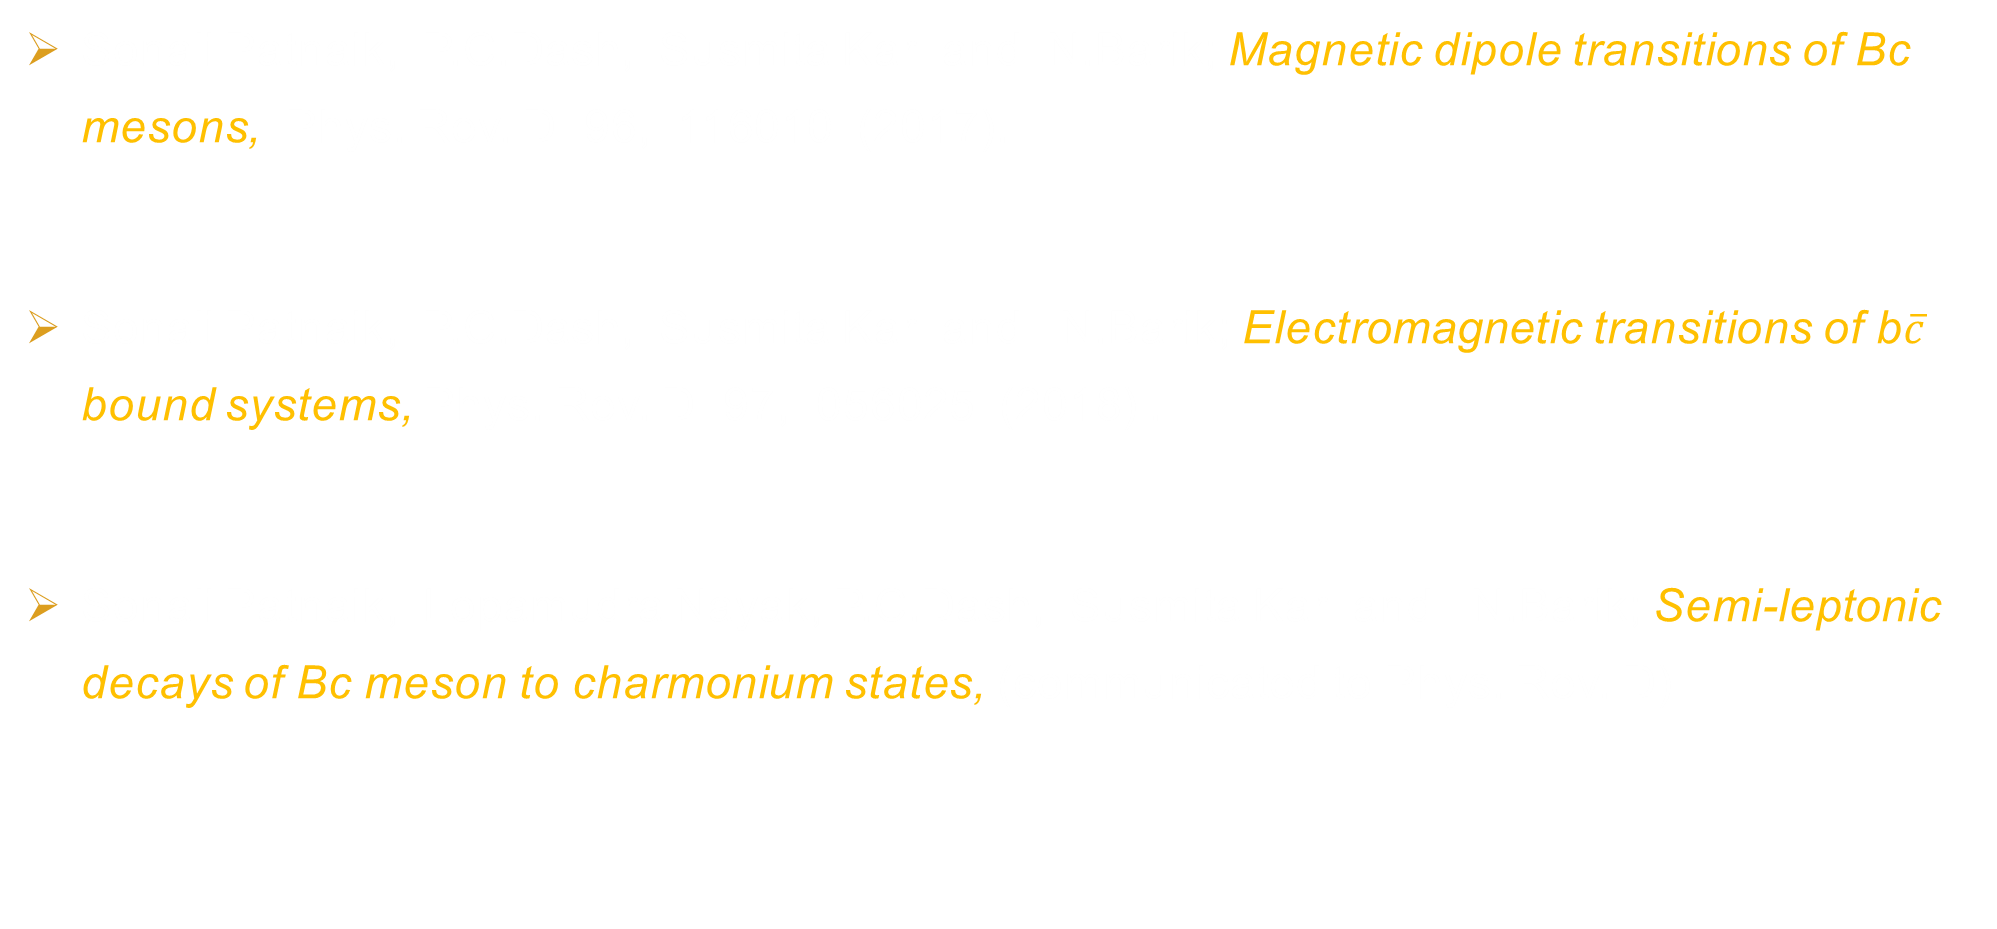 ➢ Magnetic dipole transitions of Bc
mesons,
➢ Electromagnetic transitions of bc̄
bound systems,
➢ Semi-leptonic
decays of Bc meson to charmonium states,